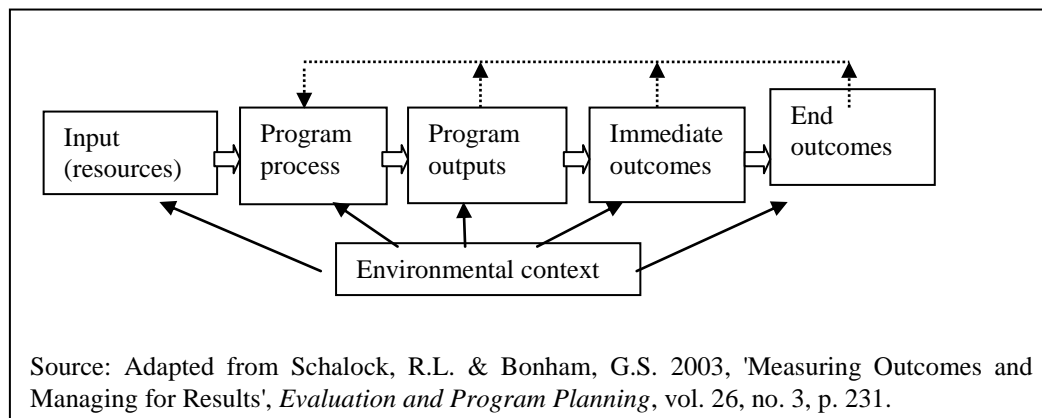 Input
(resources)
Program
process
Program
outputs
Immediate
outcomes
End
outcomes
Environmental context
Source: Adapted from Schalock, R.L. & Bonham, G.S. 2003, 'Measuring Outcomes and
Managing for Results', Evaluation and Program Planning, vol. 26, no. 3, p. 231.